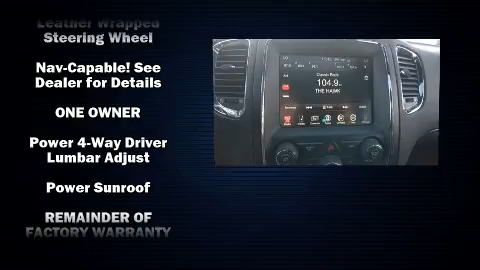 Leather Wrapped
Steering Wheel
Nav-Capable! See
Dealer for Details
ONE OWNER
Power 4-Way Driver
Lumbar Adjust
Power Sunroof
REMAINDER OF
FACTORY WARRANTY
Classic Rock
104.9
THE HAWK